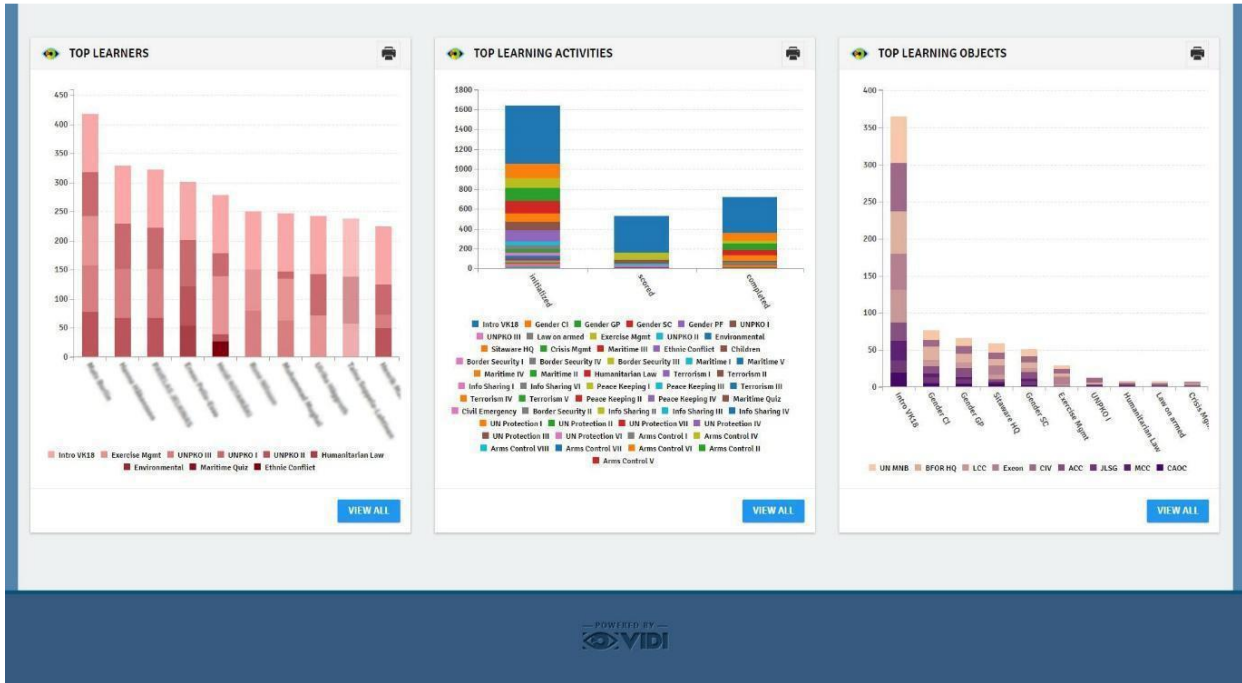 TOP LEARNERS
450
400
350
300
250
200
150
100
50
0
Intro VK18 Exercise Mgmt UNPKO III UNPKO I UNPKO II Humanitarian Law
Environmental Maritime Quiz Ethnic Conflict
VIEW ALL
TOP LEARNING ACTIVITIES
1800
1600
1400
1200
1000
800
600
400
200
0
initialized
scored
completed
Intro VK18 Gender CI Gender GP Gender SC Gender PF UNPKO I
UNPKO III Law on armed Exercise Mgmt UNPKO II Environmental
Sitaware HQ Crisis Mgmt Maritime III Ethnic Conflict Children
Border Security I Border Security IV Border Security III Maritime I Maritime V
Maritime IV Maritime II Humanitarian Law Terrorism I Terrorism II
Info Sharing I Info Sharing VI Peace Keeping I Peace Keeping III Terrorism III
Terrorism IV Terrorism V Peace Keeping II Peace Keeping IV Maritime Quiz
Civil Emergency Border Security II Info Sharing II Info Sharing III Info Sharing IV
UN Protection I UN Protection II UN Protection VII UN Protection IV
UN Protection III UN Protection VI Arms Control I Arms Control IV
Arms Control VIII Arms Control VII Arms Control VI Arms Control II
Arms Control V
VIEW ALL
TOP LEARNING OBJECTS
400
350
300
250
200
150
100
50
0
Intro VK18
Gender CI
Gender GP
Sitaware HQ
Gender SC
Exercise Mgmt
UNPKO I
Humanitarian Law
Law on armed
Crisis Mg
UN MNB BFOR HQ LCC Exeon CIV ACC JLSG MCC CAOC
VIEW ALL
POWERED BY
VIDI